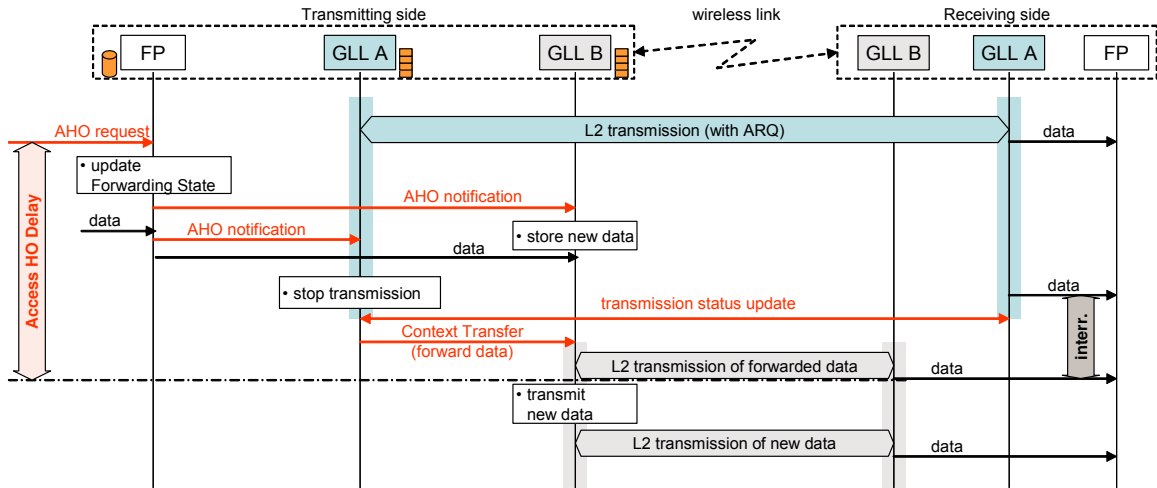 Transmitting side
wireless link
Receiving side
FP
GLL A
GLL B
GLL B
GLL A
FP
AHO request
L2 transmission (with ARQ)
data
• update
Forwarding State
AHO notification
data
AHO notification
• store new data
data
Access HO Delay
• stop transmission
data
transmission status update
Context Transfer
(forward data)
interr.
L2 transmission of forwarded data
data
• transmit
new data
L2 transmission of new data
data